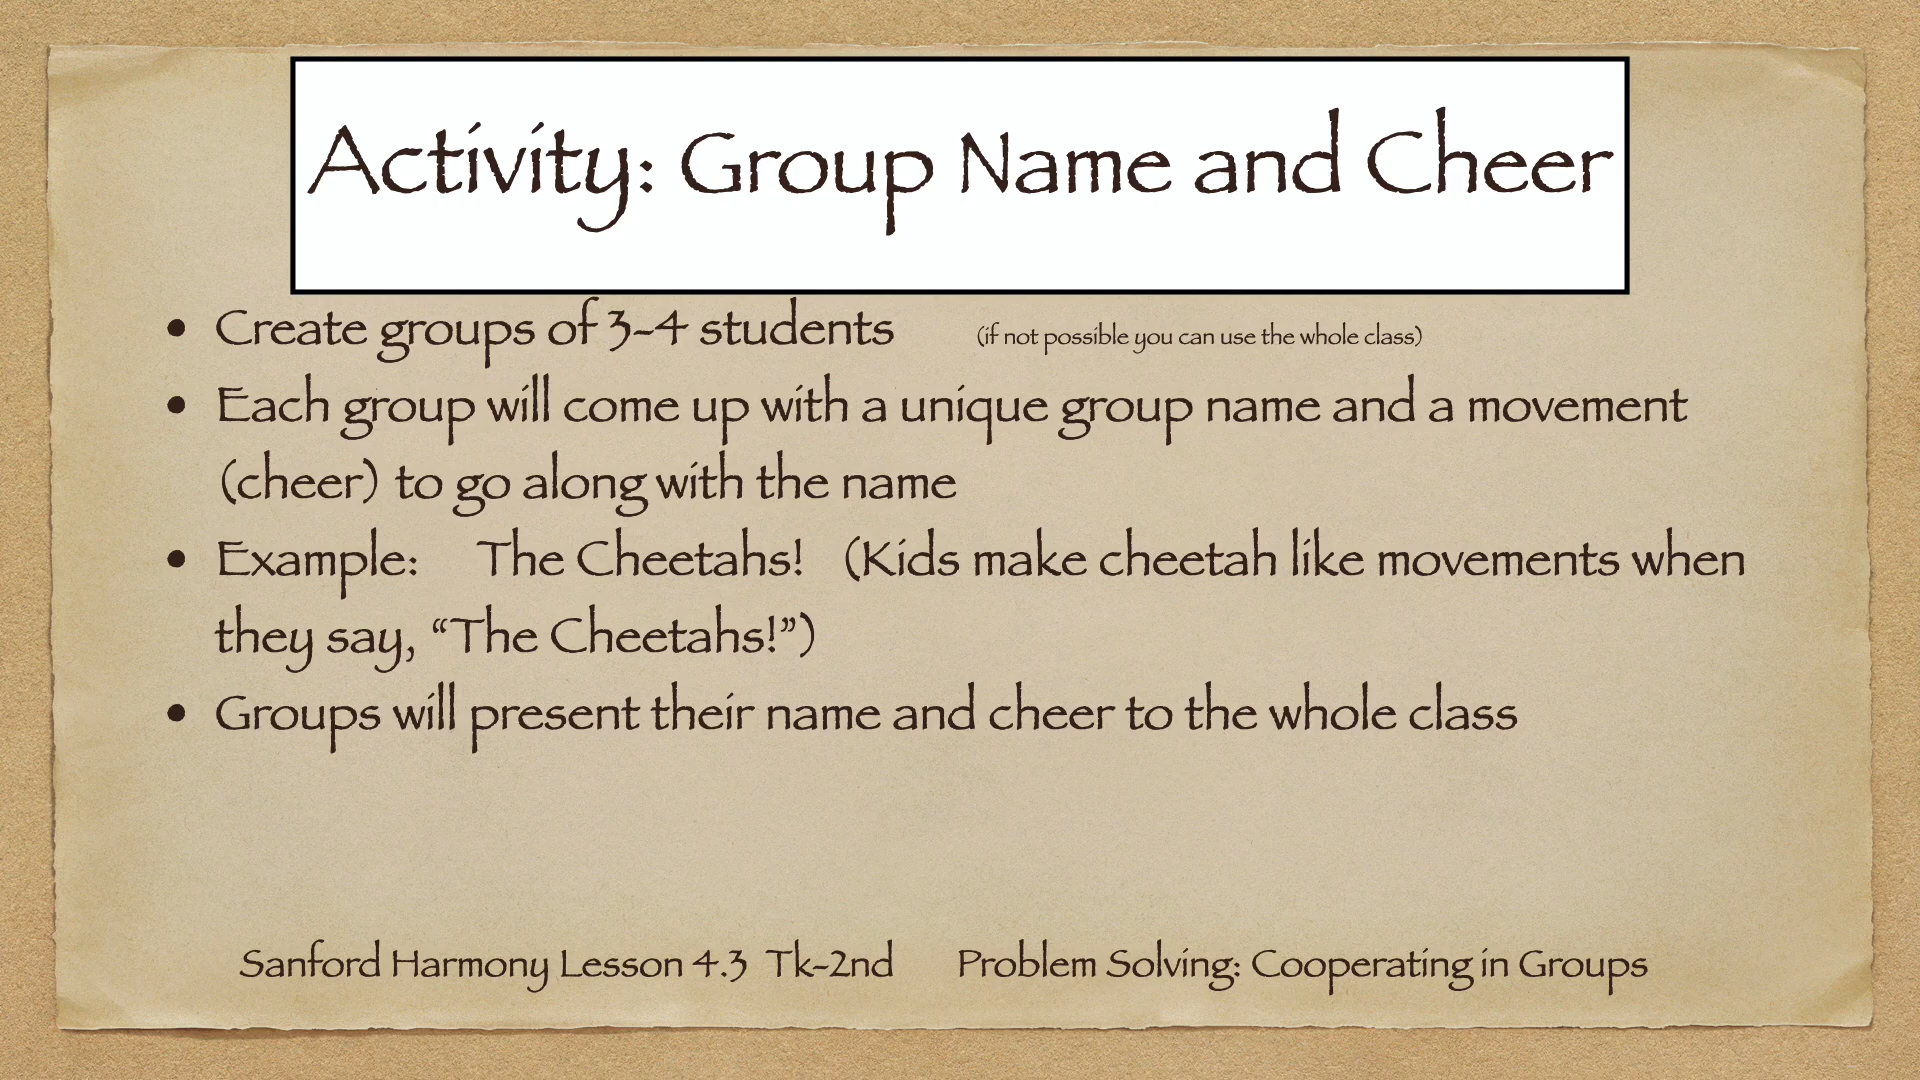 Activity: Group Name and Cheer
• Create groups of 3-4 students (if not possible you can use the whole class)
• Each group will come up with a unique group name and a movement
(cheer) to go along with the name
• Example: The Cheetahs! (Kids make cheetah like movements when
they say, “The Cheetahs!”)
• Groups will present their name and cheer to the whole class
Sanford Harmony Lesson 4.3 Tk-2nd Problem Solving: Cooperating in Groups